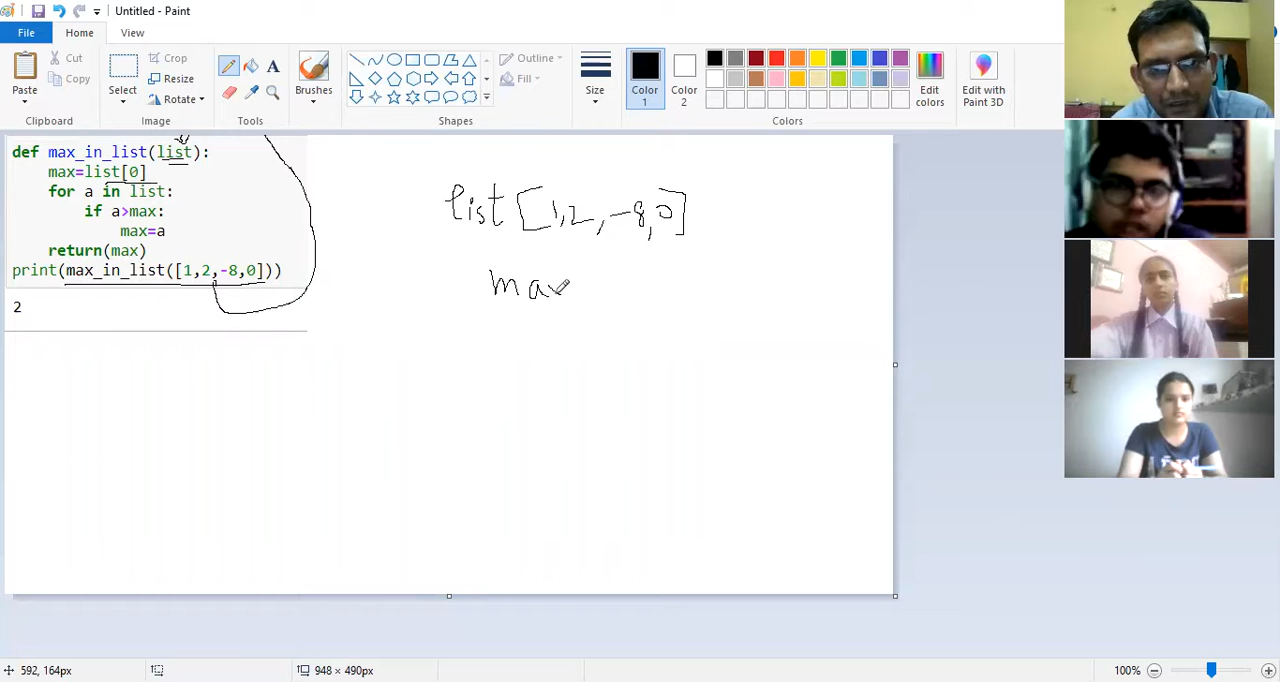 Untitled - Paint
File Home View
Paste
Cut
Copy
Clipboard
Select
Crop
Resize
Rotate
Image
Tools
Brushes
Shapes
Outline
Fill
Size
Color 1
Color 2
Colors
Edit colors
Edit with Paint 3D
def max_in_list(list):
max=list[0]
for a in list:
if a>max:
max=a
return(max)
print(max_in_list([1,2,-8,0]))
2
list [1,2,-8,0]
max
592, 164px
948 × 490px
100%